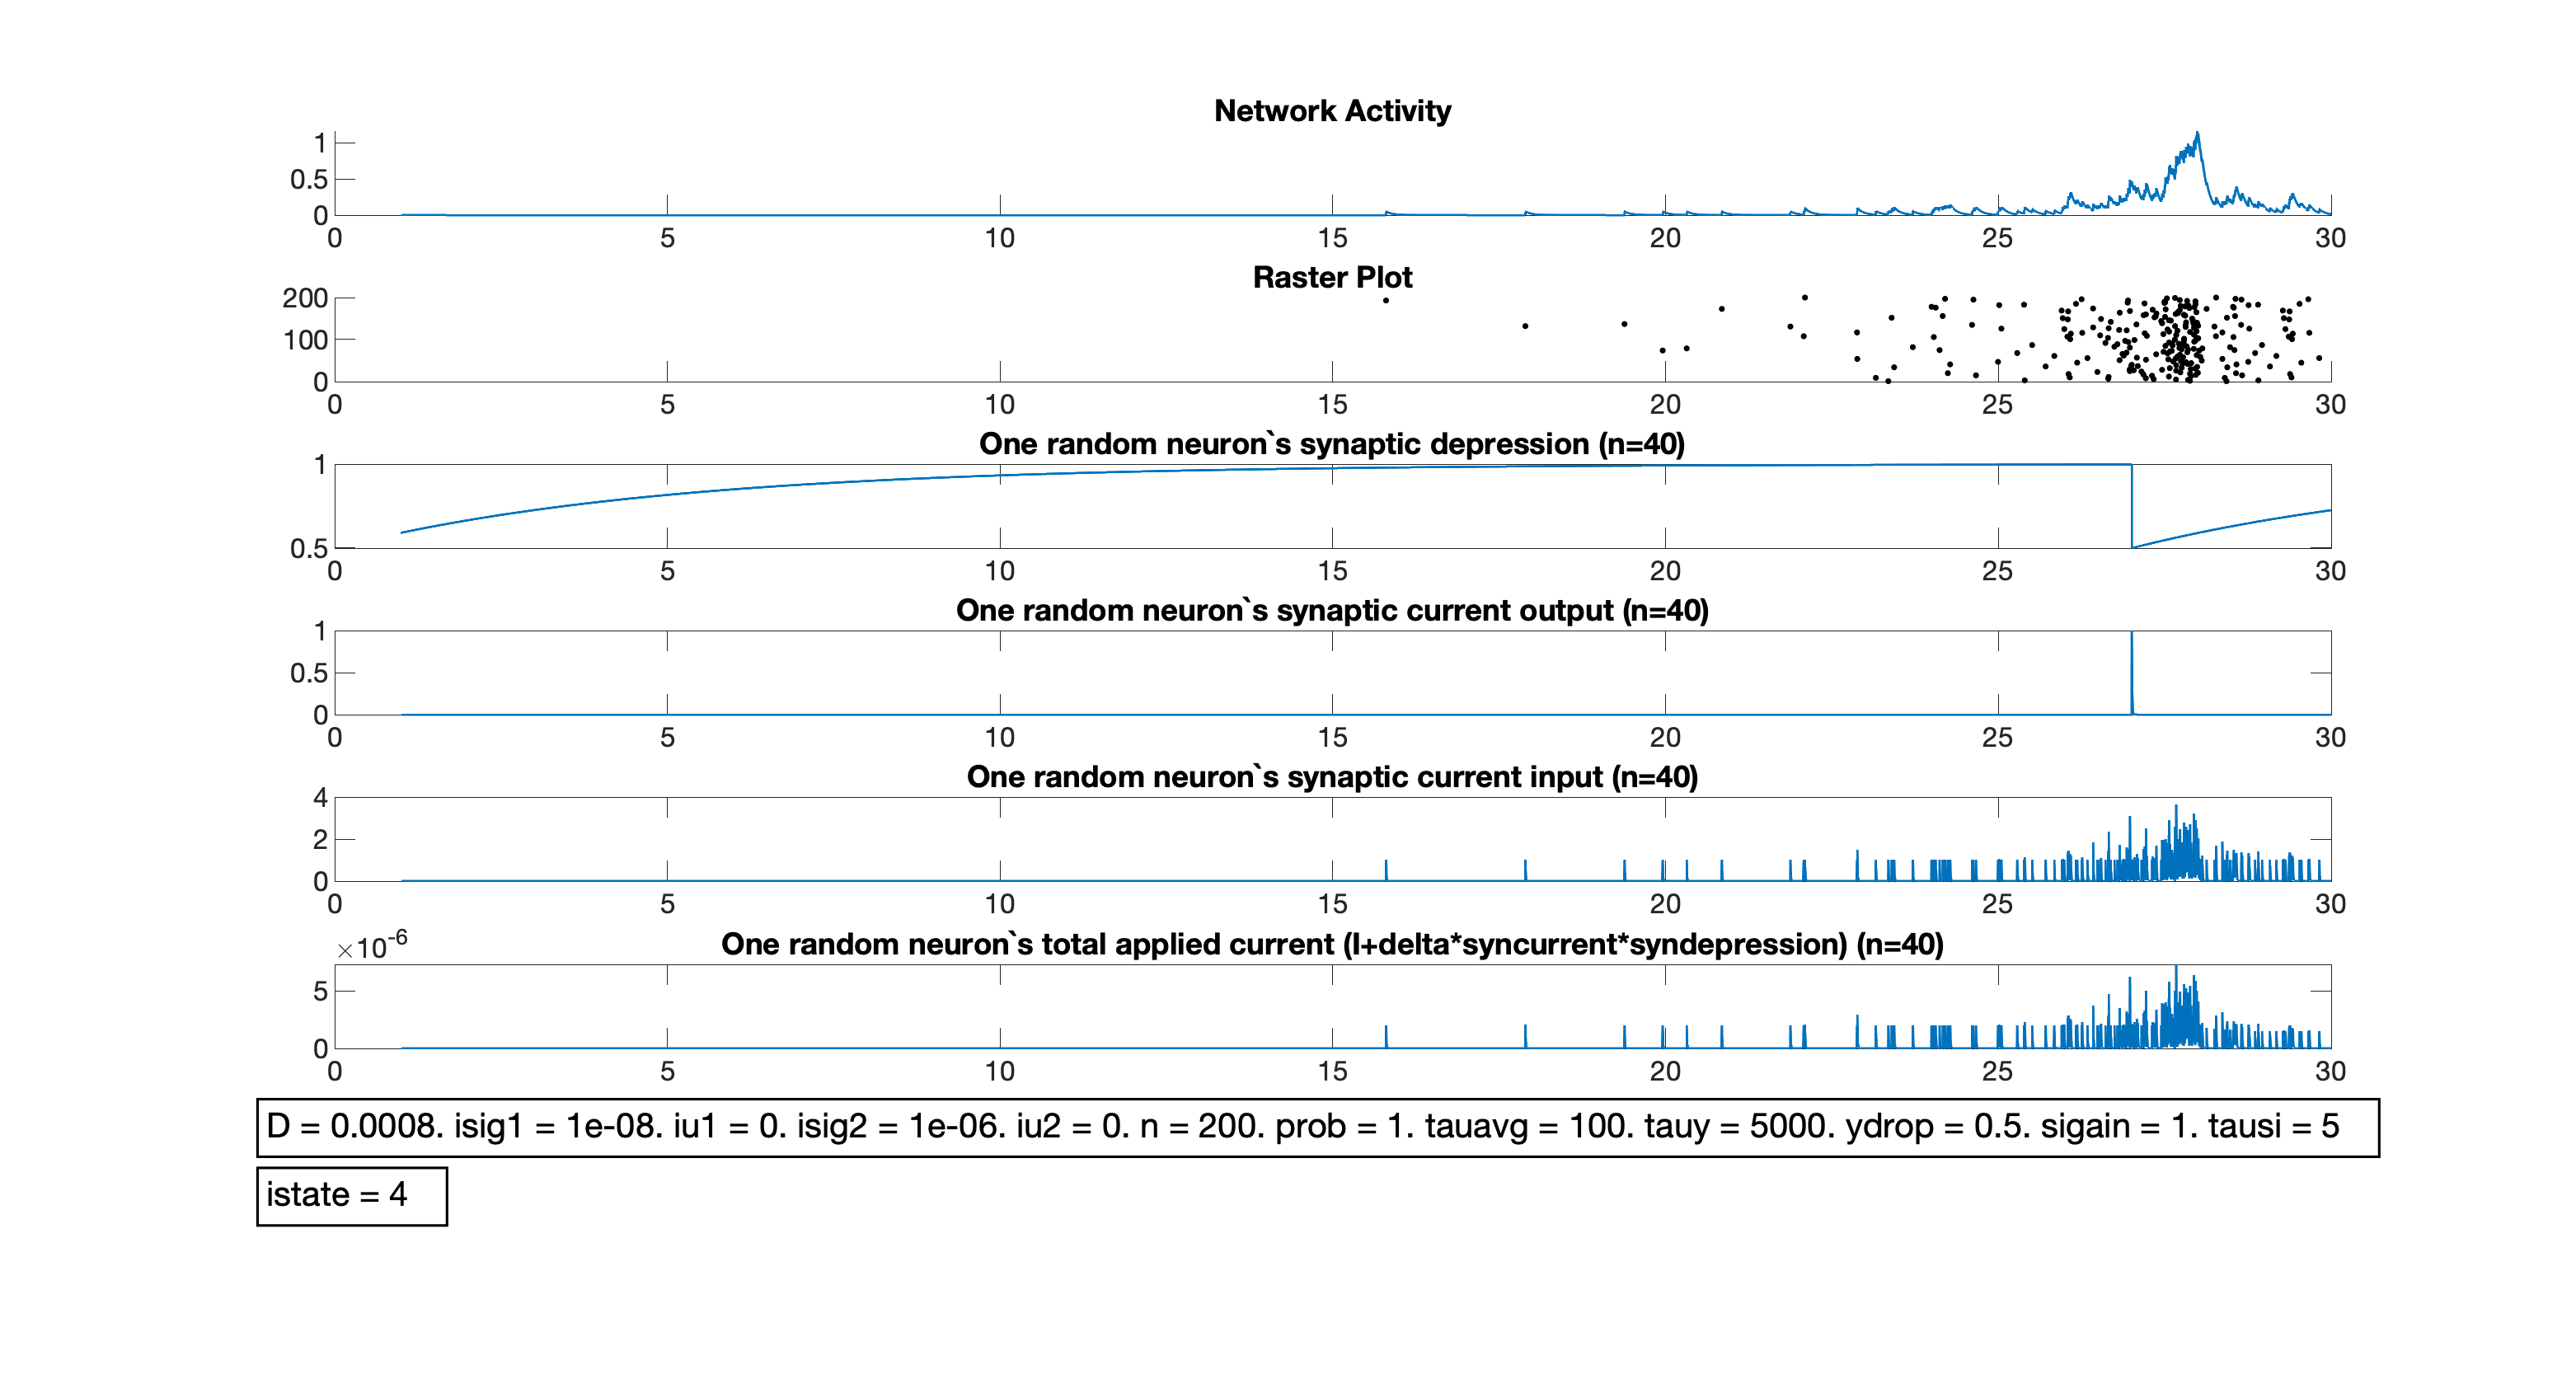 Network Activity
1
0.5
0
0 5 10 15 20 25 30
Raster Plot
200
100
0
0 5 10 15 20 25 30
One random neuron`s synaptic depression (n=40)
1
0.5
0 5 10 15 20 25 30
One random neuron`s synaptic current output (n=40)
1
0.5
0
0 5 10 15 20 25 30
One random neuron`s synaptic current input (n=40)
4
2
0
0 5 10 15 20 25 30
×10-6
One random neuron`s total applied current (I+delta*syncurrent*syndepression) (n=40)
5
0
0 5 10 15 20 25 30
D = 0.0008. isig1 = 1e-08. iu1 = 0. isig2 = 1e-06. iu2 = 0. n = 200. prob = 1. tauavg = 100. tauy = 5000. ydrop = 0.5. sigain = 1. tausi = 5
istate = 4